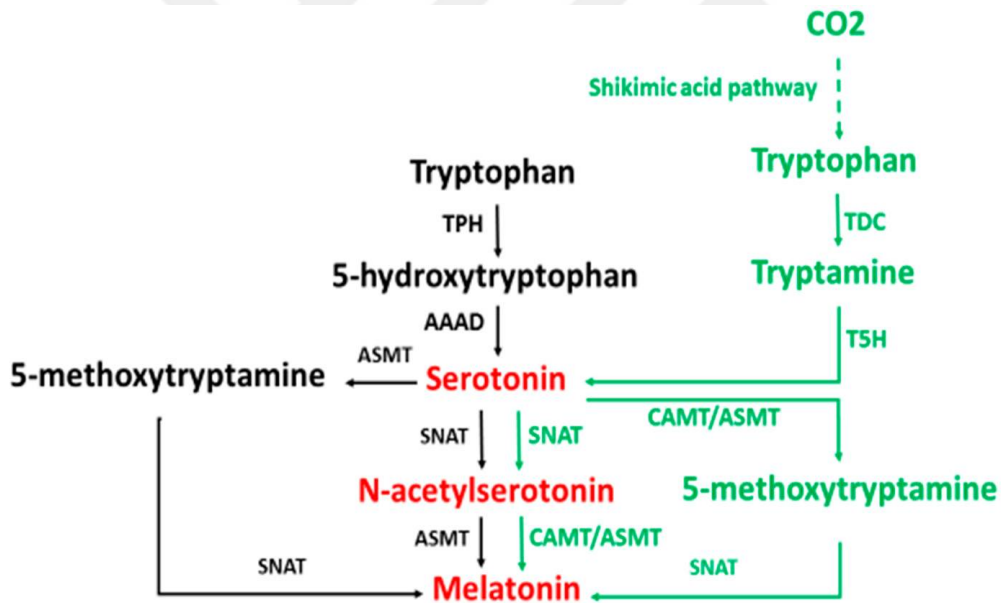 CO2
Shikimic acid pathway
Tryptophan
Tryptophan
TPH
TDC
5-hydroxytryptophan
Tryptamine
AAAD
T5H
ASMT
5-methoxytryptamine
Serotonin
CAMT/ASMT
SNAT
SNAT
N-acetylserotonin
5-methoxytryptamine
ASMT
CAMT/ASMT
SNAT
SNAT
Melatonin